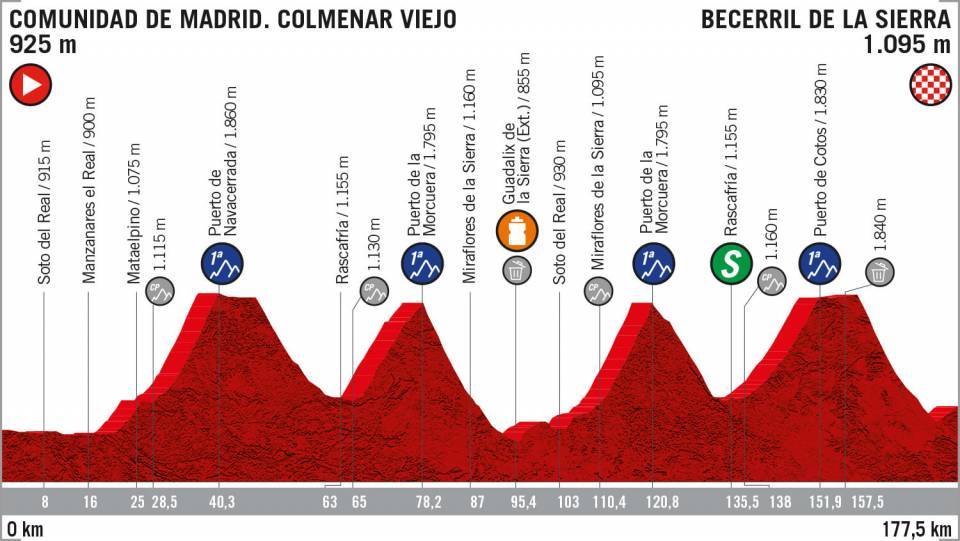 COMUNIDAD DE MADRID. COLMENAR VIEJO
925 m
BECERRIL DE LA SIERRA
1.095 m
Soto del Real / 915 m
Manzanares el Real / 900 m
Mataelpino / 1.075 m
1.115 m
CP
Puerto de
Navacerrada / 1.860 m
1ª
Rascafría / 1.155 m
1.130 m
CP
Puerto de la
Morcuera / 1.795 m
1ª
Miraflores de la Sierra / 1.160 m
Guadalix de
la Sierra (Ext.) / 855 m
Soto del Real / 930 m
Miraflores de la Sierra / 1.095 m
CP
Puerto de la
Morcuera / 1.795 m
1ª
Rascafría / 1.155 m
S
1.160 m
CP
Puerto de Cotos / 1.830 m
1ª
1.840 m
8 16 25 28,5 40,3 63 65 78,2 87 95,4 103 110,4 120,8 135,5 138 151,9 157,5
0 km
177,5 km